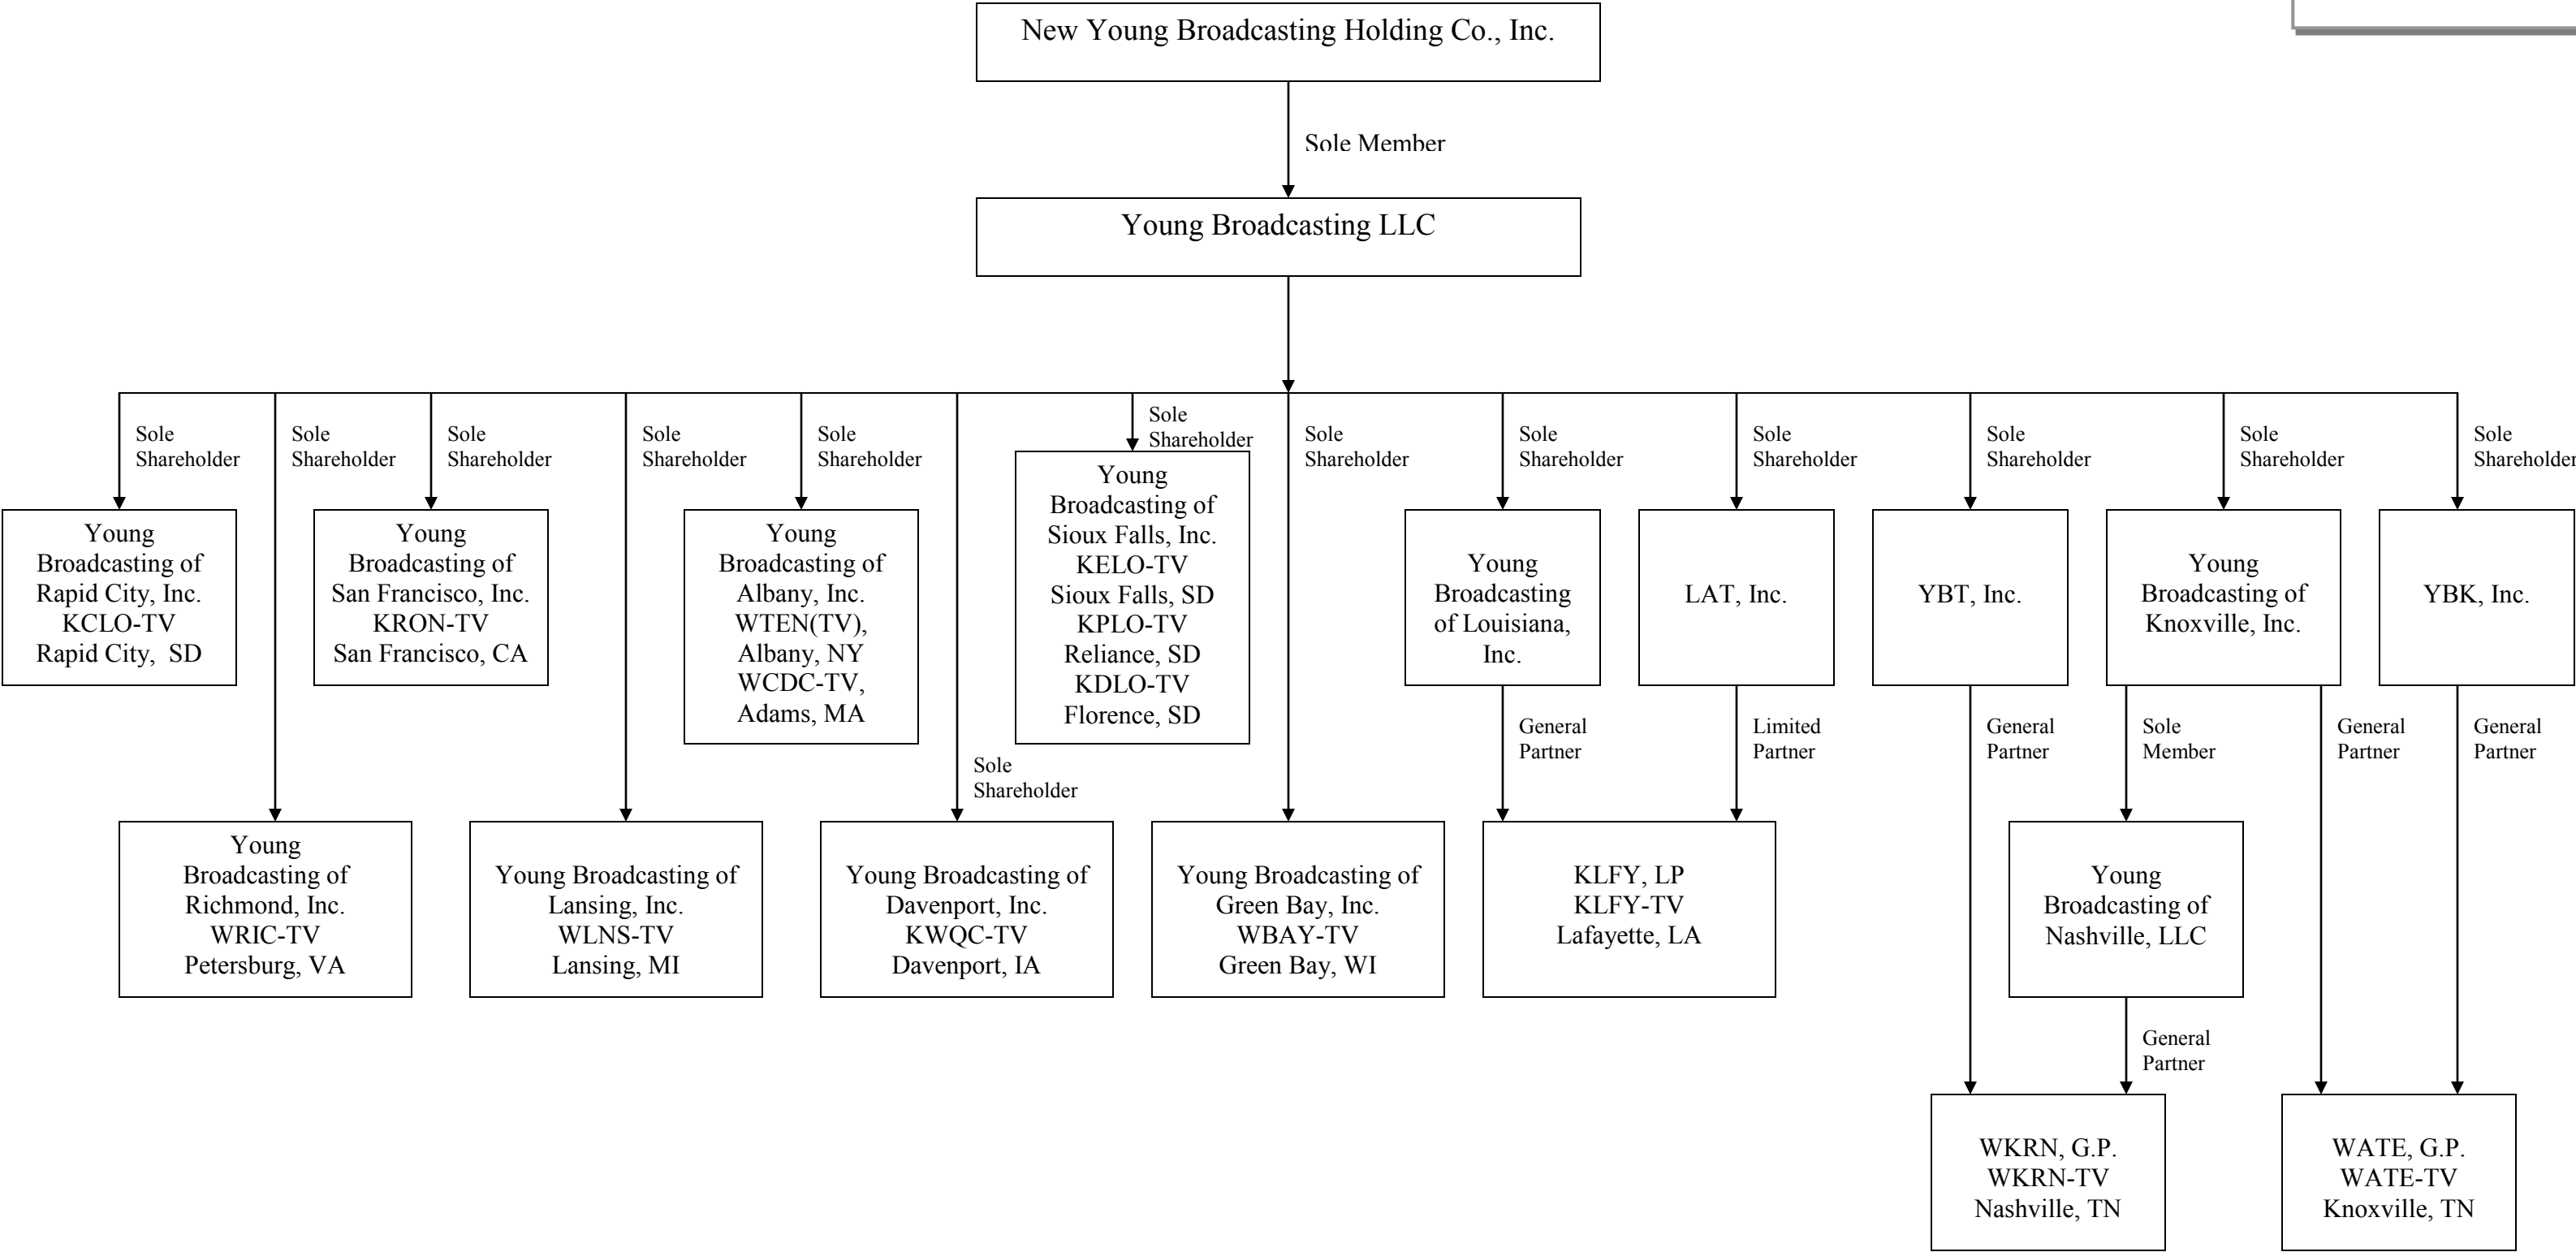 New Young Broadcasting Holding Co., Inc.
Sole Member
Young Broadcasting LLC
Sole
Shareholder
Sole
Shareholder
Sole
Shareholder
Sole
Shareholder
Sole
Shareholder
Sole
Shareholder
Sole
Shareholder
Sole
Shareholder
Sole
Shareholder
Sole
Shareholder
Sole
Shareholder
Sole
Shareholder
Young
Broadcasting of
Rapid City, Inc.
KCLO-TV
Rapid City, SD
Young
Broadcasting of
San Francisco, Inc.
KRON-TV
San Francisco, CA
Young
Broadcasting of
Albany, Inc.
WTEN(TV),
Albany, NY
WCDC-TV,
Adams, MA
Young
Broadcasting of
Sioux Falls, Inc.
KELO-TV
Sioux Falls, SD
KPLO-TV
Reliance, SD
KDLO-TV
Florence, SD
Young
Broadcasting
of Louisiana,
Inc.
LAT, Inc.
YBT, Inc.
Young
Broadcasting of
Knoxville, Inc.
YBK, Inc.
Sole
Shareholder
General
Partner
Limited
Partner
General
Partner
Sole
Member
General
Partner
General
Partner
Young
Broadcasting of
Richmond, Inc.
WRIC-TV
Petersburg, VA
Young Broadcasting of
Lansing, Inc.
WLNS-TV
Lansing, MI
Young Broadcasting of
Davenport, Inc.
KWQC-TV
Davenport, IA
Young Broadcasting of
Green Bay, Inc.
WBAY-TV
Green Bay, WI
KLFY, LP
KLFY-TV
Lafayette, LA
Young
Broadcasting of
Nashville, LLC
General
Partner
WKRN, G.P.
WKRN-TV
Nashville, TN
WATE, G.P.
WATE-TV
Knoxville, TN